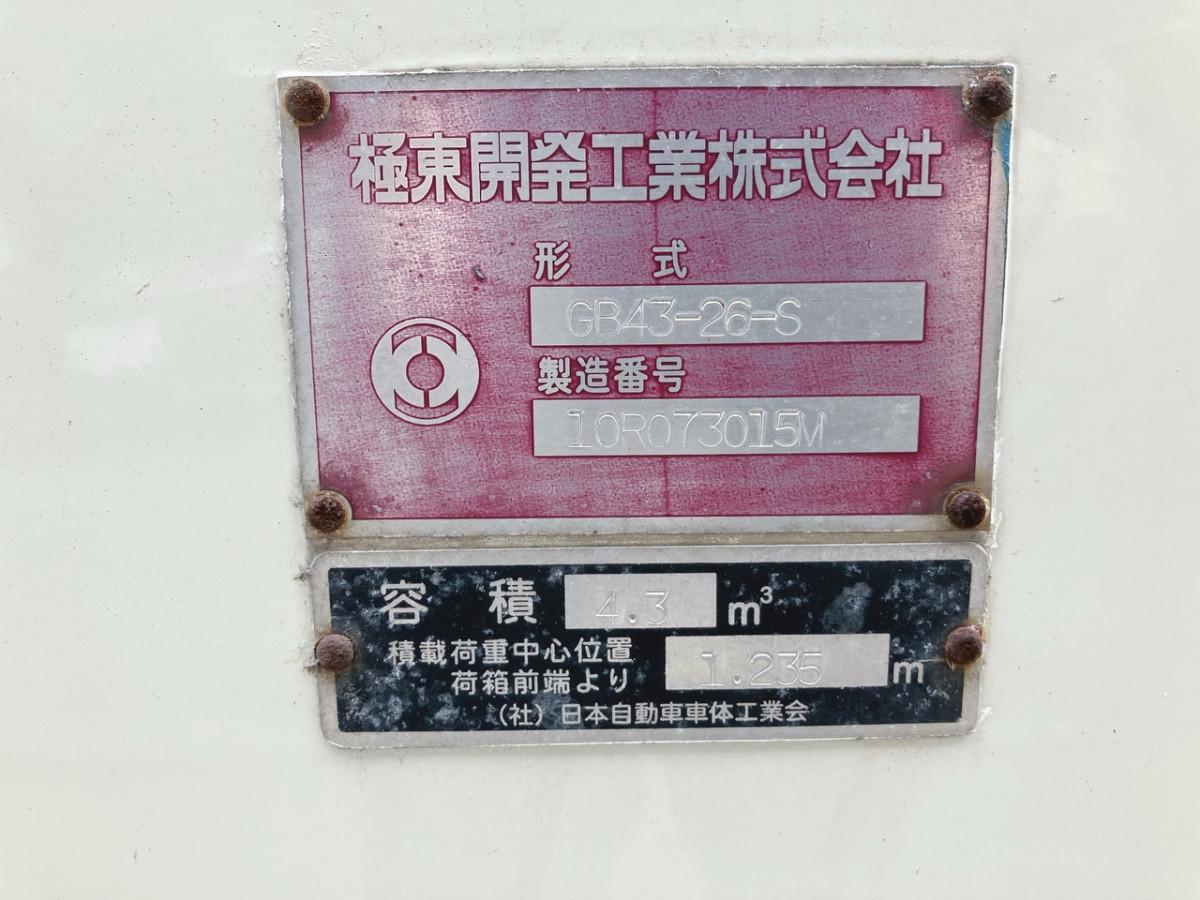 極東開発工業株式会社
形 式
GB43-26-S
製造番号
10R073015M
容 積 4.3 m³
積載荷重中心位置
荷箱前端より 1.235 m
(社)日本自動車車体工業会